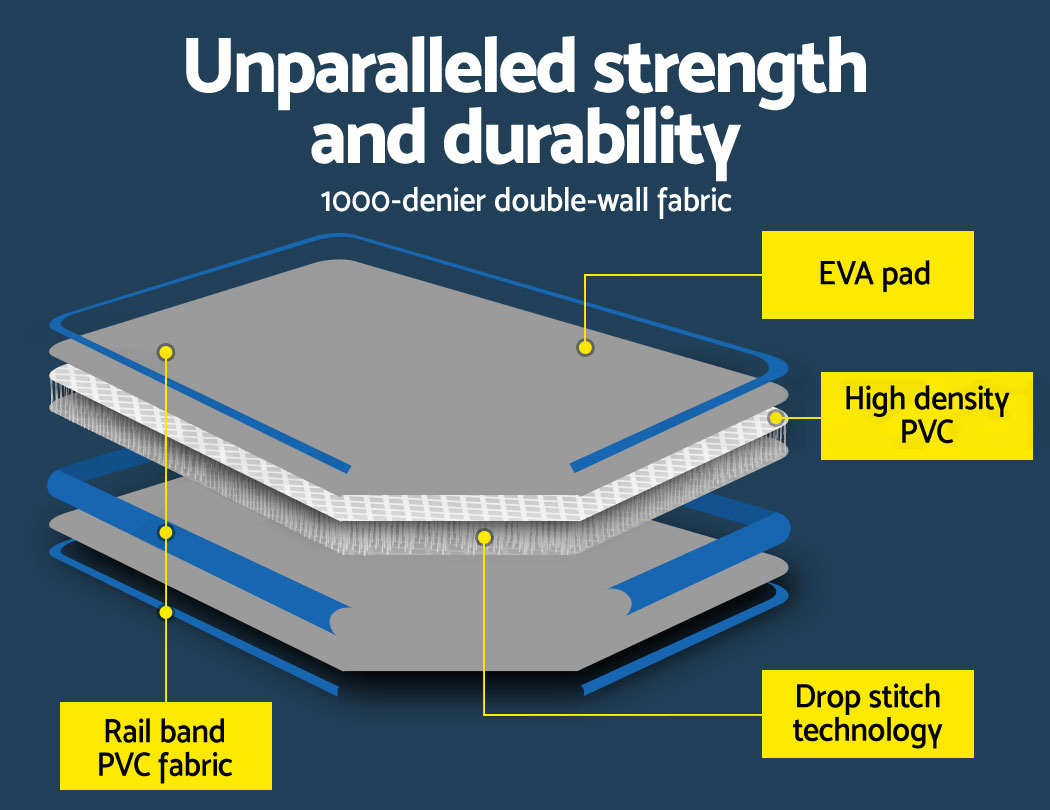 Unparalleled strength
and durability
1000-denier double-wall fabric
EVA pad
High density
PVC
Drop stitch
technology
Rail band
PVC fabric